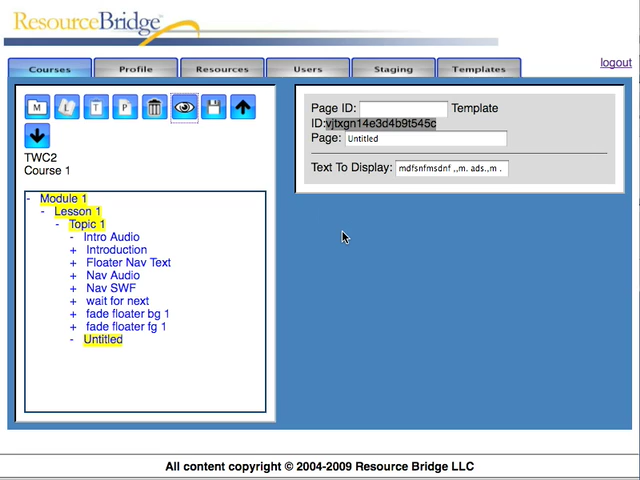 ResourceBridge™
logout
Courses Profile Resources Users Staging Templates
M L T P
TWC2
Course 1
- Module 1
- Lesson 1
- Topic 1
- Intro Audio
+ Introduction
+ Floater Nav Text
+ Nav Audio
+ Nav SWF
+ wait for next
+ fade floater bg 1
+ fade floater fg 1
- Untitled
Page ID: Template
ID:vjtxgn14e3d4b9t545c
Page: Untitled
Text To Display: mdfsnfmsdnf ,,m. ads.,m .
All content copyright © 2004-2009 Resource Bridge LLC